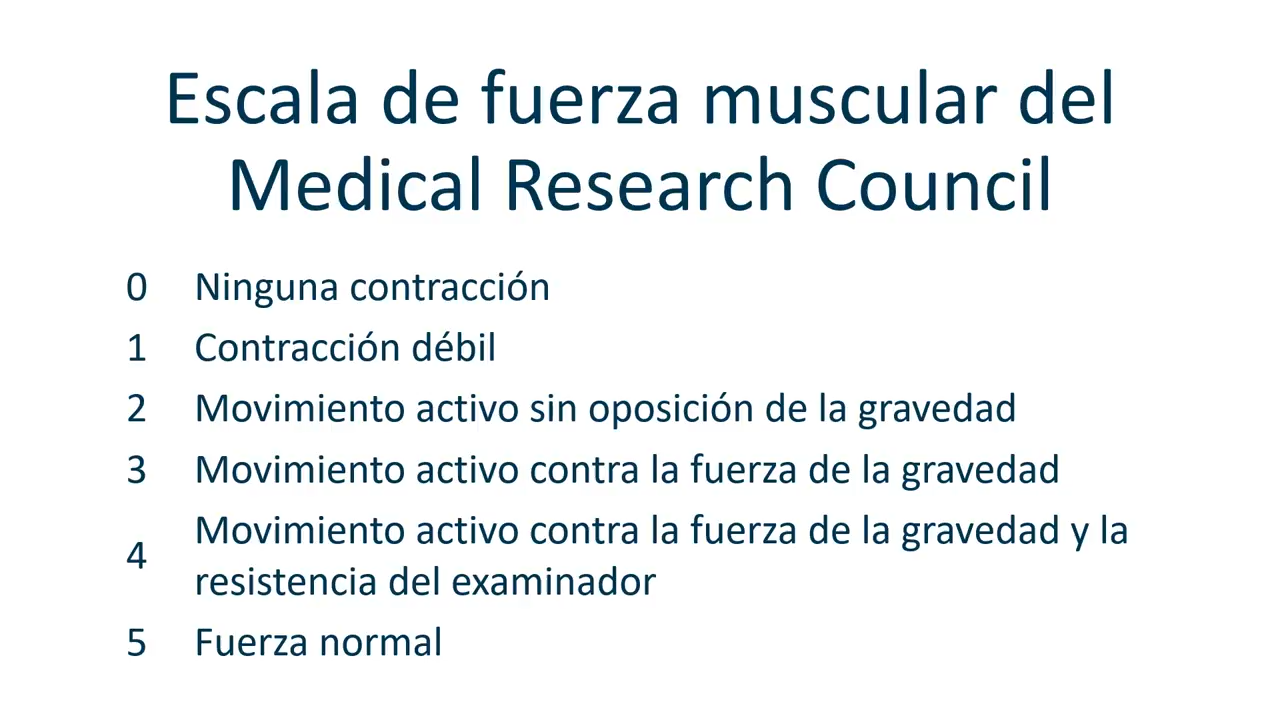 Escala de fuerza muscular del
Medical Research Council
0 Ninguna contracción
1 Contracción débil
2 Movimiento activo sin oposición de la gravedad
3 Movimiento activo contra la fuerza de la gravedad
4 Movimiento activo contra la fuerza de la gravedad y la
resistencia del examinador
5 Fuerza normal